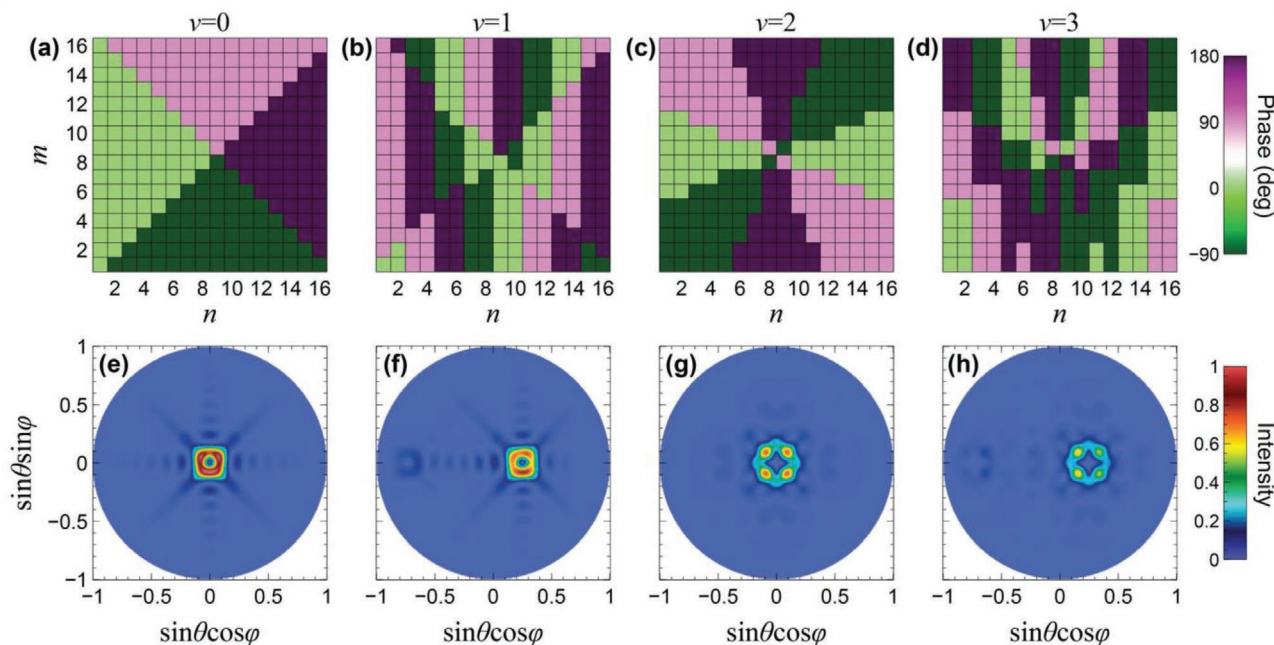 v=0 v=1 v=2 v=3
(a) (b) (c) (d)
16 14 12 10 8 6 4 2
m
2 4 6 8 10 12 14 16
n
2 4 6 8 10 12 14 16
n
2 4 6 8 10 12 14 16
n
2 4 6 8 10 12 14 16
n
180
90
0
−90
Phase (deg)
(e) (f) (g) (h)
1
0.5
0
−0.5
−1
sinθsinφ
−1 −0.5 0 0.5 1
sinθcosφ
−1 −0.5 0 0.5 1
sinθcosφ
−1 −0.5 0 0.5 1
sinθcosφ
−1 −0.5 0 0.5 1
sinθcosφ
1
0.8
0.6
0.4
0.2
0
Intensity